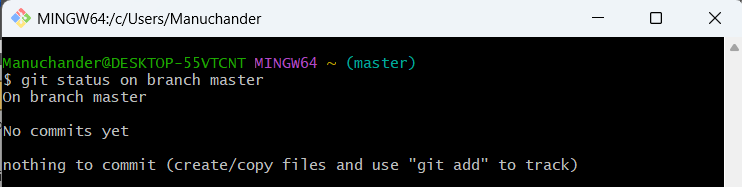 MINGW64:/c/Users/Manuchander
Manuchander@DESKTOP-55VTCNT MINGW64 ~ (master)
$ git status on branch master
On branch master
No commits yet
nothing to commit (create/copy files and use "git add" to track)